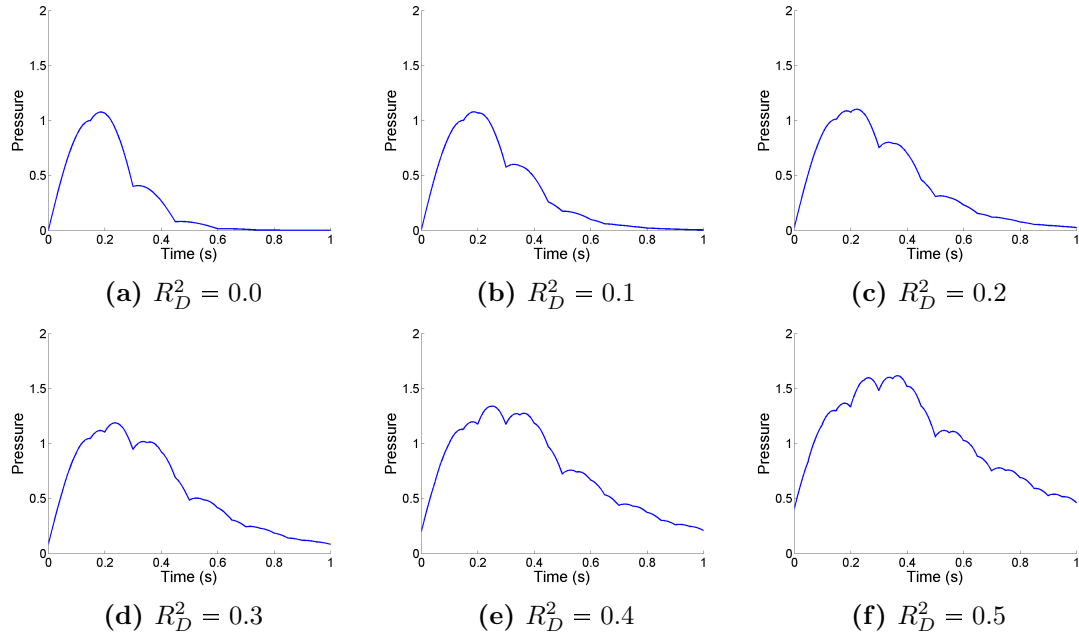 2
1.5
1
0.5
0
Pressure
0 0.2 0.4 0.6 0.8 1
Time (s)
(a) R_D^2 = 0.0
2
1.5
1
0.5
0
Pressure
0 0.2 0.4 0.6 0.8 1
Time (s)
(b) R_D^2 = 0.1
2
1.5
1
0.5
0
Pressure
0 0.2 0.4 0.6 0.8 1
Time (s)
(c) R_D^2 = 0.2
2
1.5
1
0.5
0
Pressure
0 0.2 0.4 0.6 0.8 1
Time (s)
(d) R_D^2 = 0.3
2
1.5
1
0.5
0
Pressure
0 0.2 0.4 0.6 0.8 1
Time (s)
(e) R_D^2 = 0.4
2
1.5
1
0.5
0
Pressure
0 0.2 0.4 0.6 0.8 1
Time (s)
(f) R_D^2 = 0.5